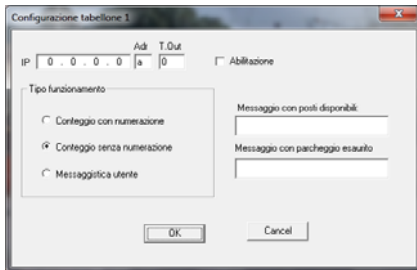 Configurazione tabellone 1
Adr T.Out
IP 0 . 0 . 0 . 0 a 0 Abilitazione
Tipo funzionamento
Conteggio con numerazione
Conteggio senza numerazione
Messaggistica utente
Messaggio con posti disponibili:
Messaggio con parcheggio esaurito
OK Cancel